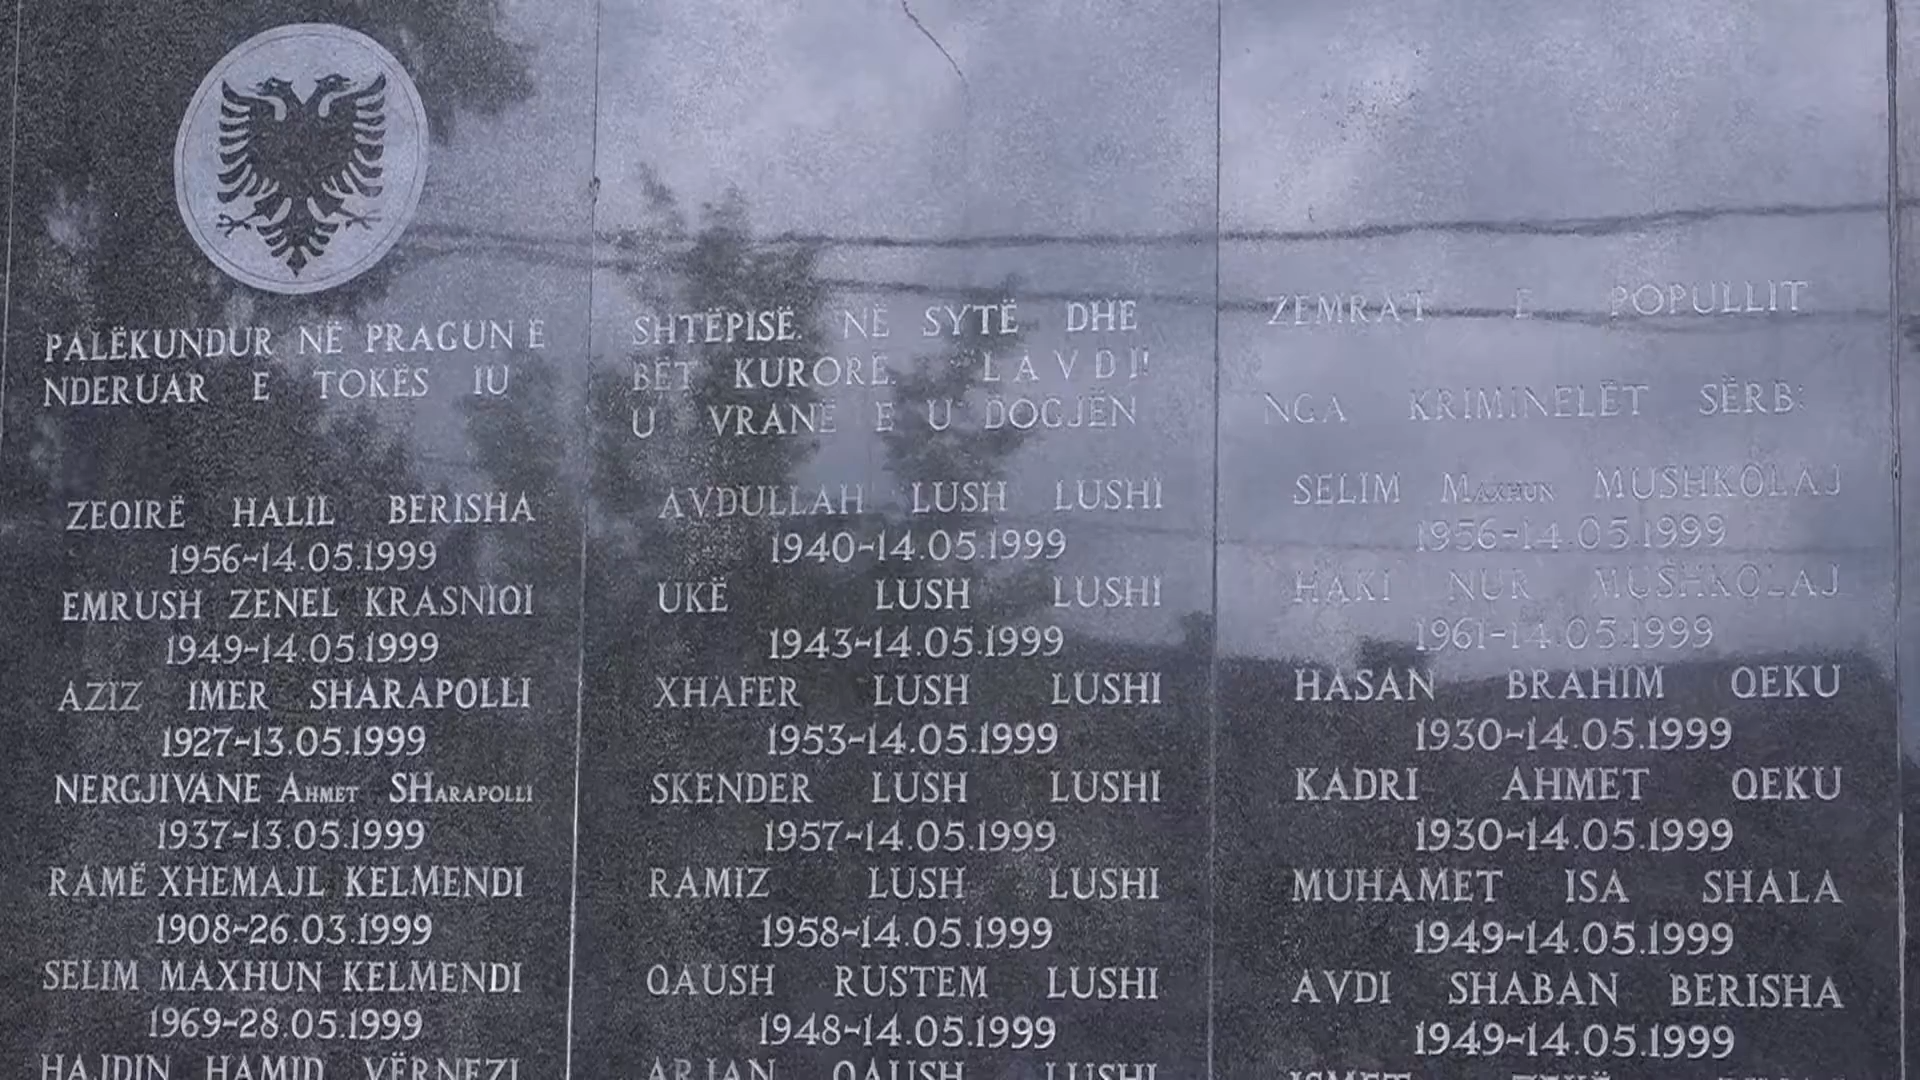 PALËKUNDUR NË PRAGUN E
NDERUAR E TOKËS IU
ZEQIRË HALIL BERISHA
1956-14.05.1999
EMRUSH ZENEL KRASNIQI
1949-14.05.1999
AZIZ IMER SHARAPOLLI
1927-13.05.1999
NERGJIVANE AHMET SHARAPOLLI
1937-13.05.1999
RAMË XHEMAJL KELMENDI
1908-26.03.1999
SELIM MAXHUN KELMENDI
1969-28.05.1999
HAJDIN HAMID VËRNEZI
SHTËPISË. NË SYTË DHE
BËT KURORË. LAVDI!
U VRANË E U DOGJËN
AVDULLAH LUSH LUSHI
1940-14.05.1999
UKË LUSH LUSHI
1943-14.05.1999
XHAFER LUSH LUSHI
1953-14.05.1999
SKENDER LUSH LUSHI
1957-14.05.1999
RAMIZ LUSH LUSHI
1958-14.05.1999
QAUSH RUSTEM LUSHI
1948-14.05.1999
ARJAN QAUSH LUSHI
ZEMRAT E POPULLIT
NGA KRIMINELËT SËRB:
SELIM MAXHUN MUSHKOLAJ
1956-14.05.1999
HAKI NUR MUSHKOLAJ
1961-14.05.1999
HASAN BRAHIM QEKU
1930-14.05.1999
KADRI AHMET QEKU
1930-14.05.1999
MUHAMET ISA SHALA
1949-14.05.1999
AVDI SHABAN BERISHA
1949-14.05.1999